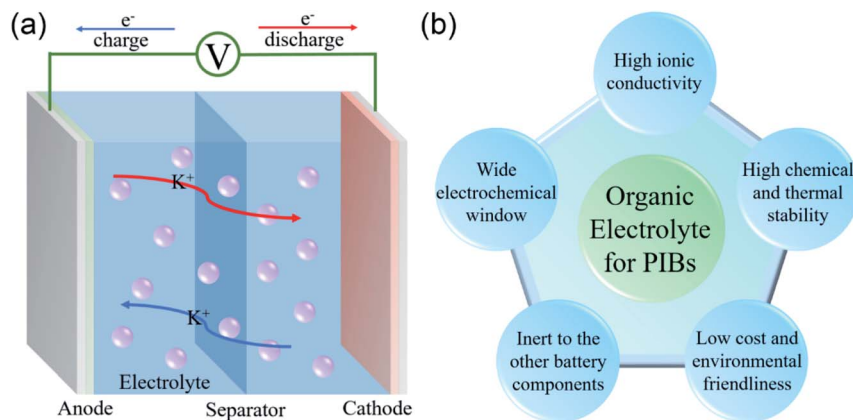 (a)
e-
charge
V
e-
discharge
K+
K+
Electrolyte
Anode
Separator
Cathode
(b)
High ionic
conductivity
Wide
electrochemical
window
High chemical
and thermal
stability
Organic
Electrolyte
for PIBs
Inert to the
other battery
components
Low cost and
environmental
friendliness